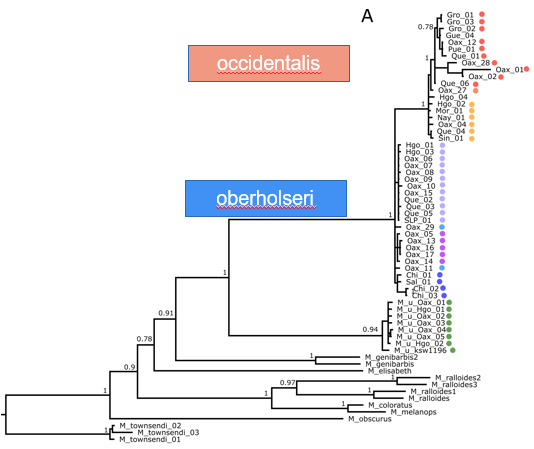 A
Gro_01
Gro_03
0.78
Gro_02
Gue_04
Oax_12
Pue_01
Que_01
1
Oax_28
occidentalis
Oax_01
Oax_02
Que_06
Oax_27
Hgo_04
1
Hgo_02
Mor_01
Nay_01
Oax_04
Que_04
Sin_01
Hgo_01
Hgo_03
Oax_06
Oax_07
Oax_08
Oax_09
Oax_10
oberholseri
Oax_15
Que_02
Que_03
Que_05
1
SLP_01
Oax_29
Oax_05
Oax_13
Oax_16
Oax_17
Oax_14
Oax_11
1
Chi_01
Sal_01
Chi_02
Chi_03
M_u_Oax_01
M_u_Hgo_01
0.91
M_u_Oax_02
M_u_Oax_03
0.94
M_u_Oax_04
M_u_Oax_05
0.78
M_u_Hgo_02
M_u_ksw1196
M_genibarbis2
1
M_genibarbis
0.9
M_elisabeth
1
M_ralloides2
0.97
M_ralloides3
1
M_ralloides1
M_ralloides
1
1
M_coloratus
M_melanops
1
M_obscurus
M_townsendi_02
1
M_townsendi_03
M_townsendi_01